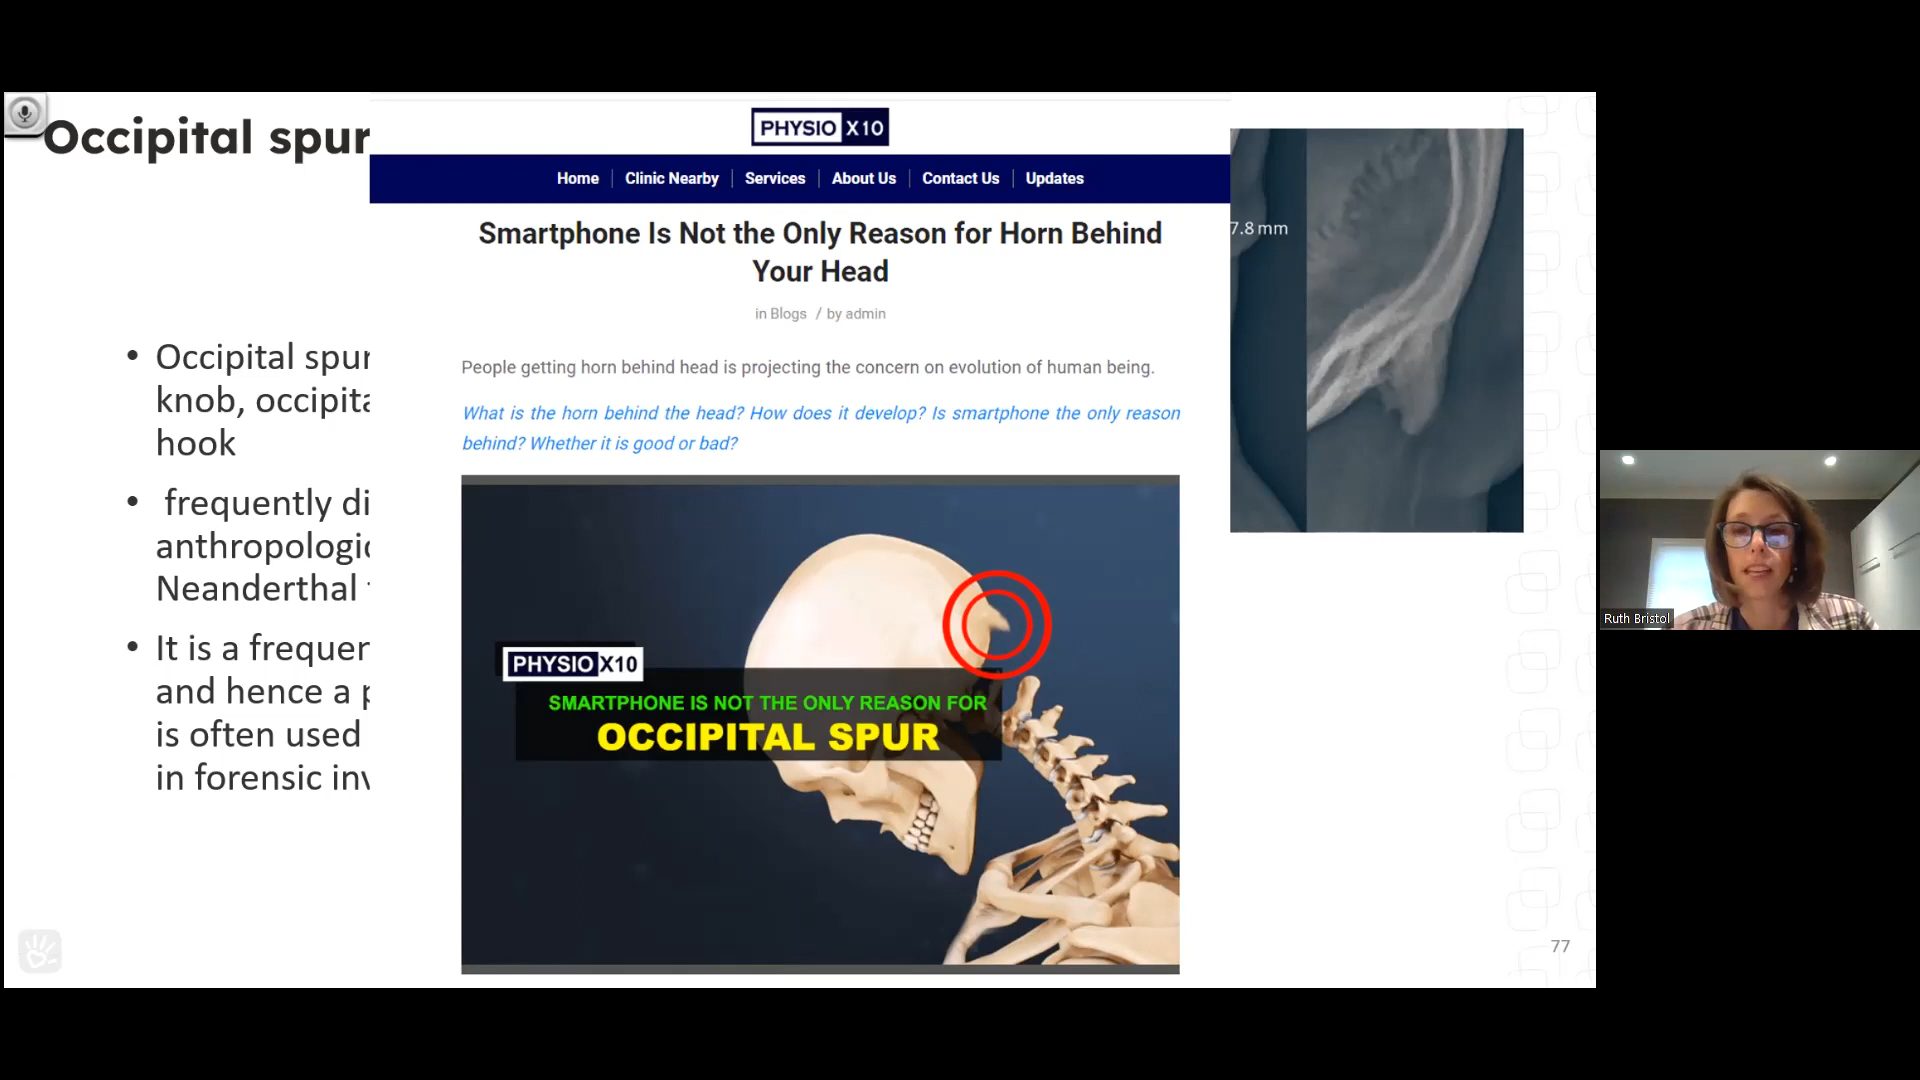 Occipital spur
• Occipital spur
knob, occipita
hook
• frequently di
anthropologic
Neanderthal
• It is a frequen
and hence a p
is often used
in forensic inv
PHYSIO X10
Home
Clinic Nearby
Services
About Us
Contact Us
Updates
Smartphone Is Not the Only Reason for Horn Behind
Your Head
in Blogs / by admin
People getting horn behind head is projecting the concern on evolution of human being.
What is the horn behind the head? How does it develop? Is smartphone the only reason
behind? Whether it is good or bad?
PHYSIO X10
SMARTPHONE IS NOT THE ONLY REASON FOR
OCCIPITAL SPUR
7.8 mm
77
Ruth Bristol